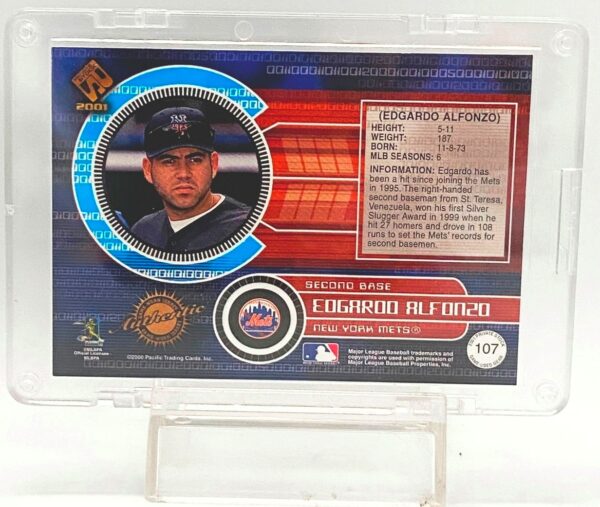 2001
(EDGARDO ALFONZO)
HEIGHT: 5-11
WEIGHT: 187
BORN: 11-8-73
MLB SEASONS: 6
INFORMATION: Edgardo has
been a hit since joining the Mets
in 1995. The right-handed
second baseman from St. Teresa,
Venezuela, won his first Silver
Slugger Award in 1999 when he
hit 27 homers and drove in 108
runs to set the Mets' records for
second basemen.
SECOND BASE
EDGARDO ALFONZO
NEW YORK METS®
Authentic
Mets
107
©2000 Pacific Trading Cards, Inc.
Official Licensee
Major League Baseball trademarks and
copyrights are used with permission of
Major League Baseball Properties, Inc.